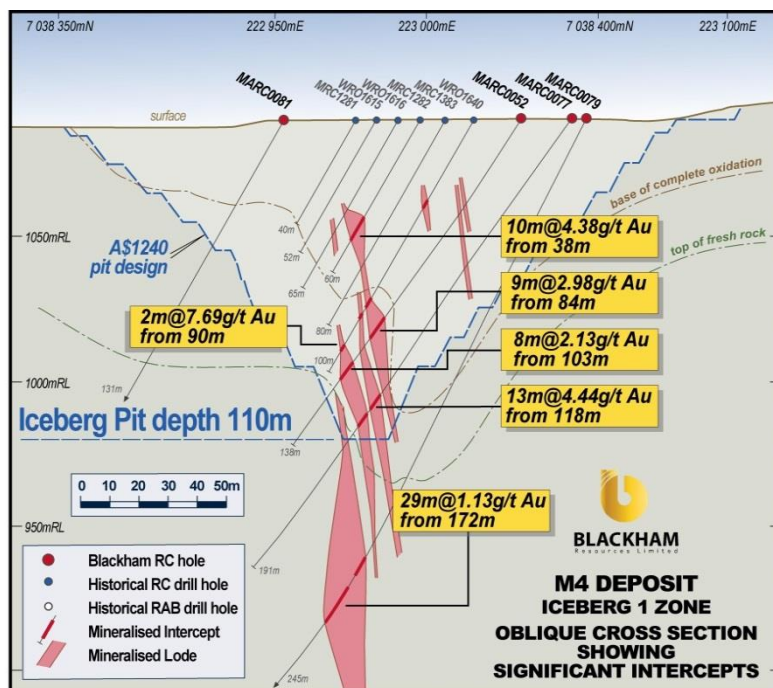 7 038 350mN
222 950mE
223 000mE
7 038 400mN
223 100mE
MARC0081
MRC1281
WRO1615
WRO1616
MRC1282
MRC1383
WRO1640
MARC0052
MARC0077
MARC0079
surface
base of complete oxidation
top of fresh rock
1050mRL
A$1240
pit design
40m
52m
60m
65m
80m
100m
10m@4.38g/t Au
from 38m
9m@2.98g/t Au
from 84m
2m@7.69g/t Au
from 90m
8m@2.13g/t Au
from 103m
1000mRL
131m
13m@4.44g/t Au
from 118m
Iceberg Pit depth 110m
138m
0 10 20 30 40 50m
950mRL
29m@1.13g/t Au
from 172m
191m
245m
BLACKHAM
Resources Limited
Blackham RC hole
Historical RC drill hole
Historical RAB drill hole
Mineralised Intercept
Mineralised Lode
M4 DEPOSIT
ICEBERG 1 ZONE
OBLIQUE CROSS SECTION
SHOWING
SIGNIFICANT INTERCEPTS